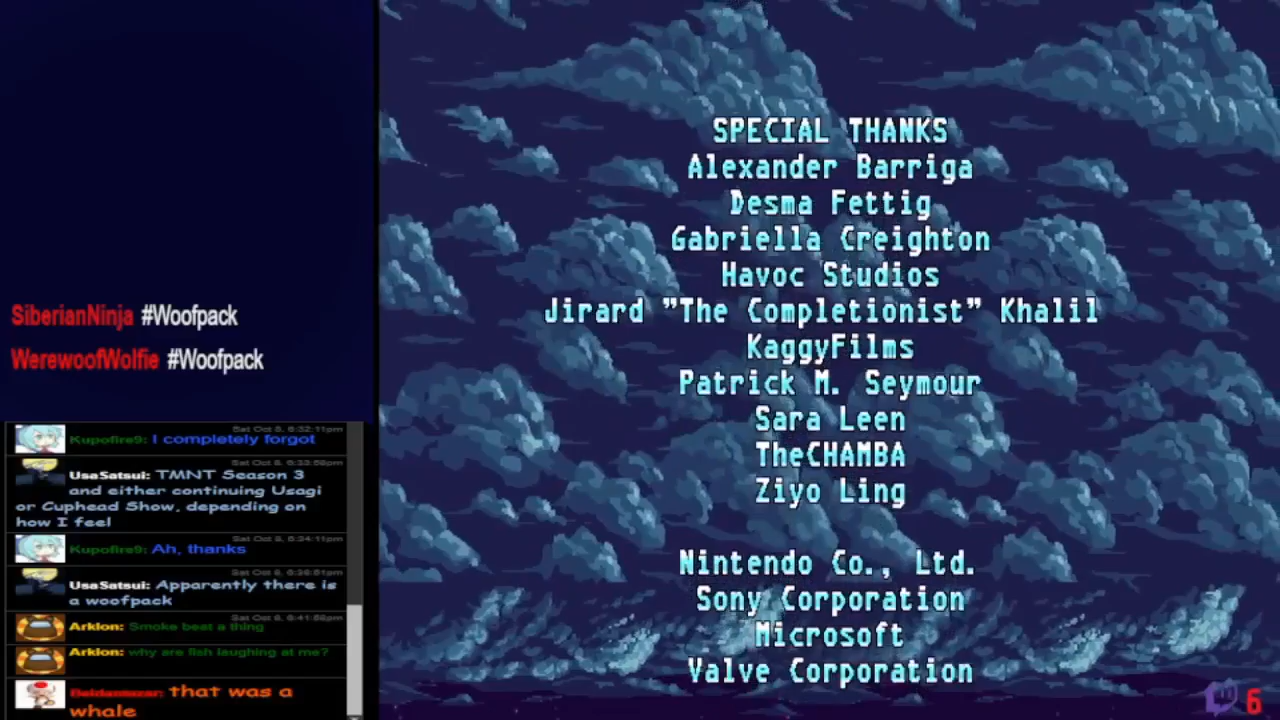 SPECIAL THANKS
Alexander Barriga
Desma Fettig
Gabriella Creighton
Havoc Studios
Jirard "The Completionist" Khalil
KaggyFilms
Patrick M. Seymour
Sara Leen
TheCHAMBA
Ziyo Ling
Nintendo Co., Ltd.
Sony Corporation
Microsoft
Valve Corporation
SiberianNinja #Woofpack
WerewoofWolfie #Woofpack
Kupofire9: I completely forgot
UsaSatsui: TMNT Season 3
and either continuing Usagi
or Cuphead Show, depending on
how I feel
Kupofire9: Ah, thanks
UsaSatsui: Apparently there is
a woofpack
Arklon: Smoke beat a thing
Arklon: why are fish laughing at me?
that was a
whale
6